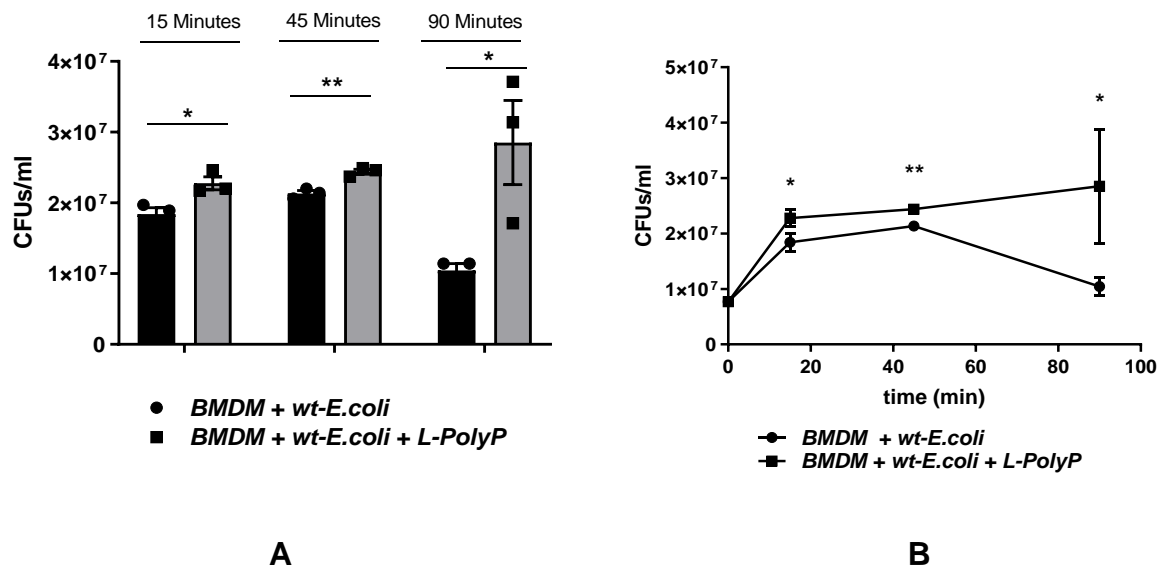 15 Minutes 45 Minutes 90 Minutes
4×10⁷
3×10⁷
2×10⁷
1×10⁷
0
CFUs/ml
*
**
*
BMDM + wt-E.coli
BMDM + wt-E.coli + L-PolyP
A
5×10⁷
4×10⁷
3×10⁷
2×10⁷
1×10⁷
0
CFUs/ml
*
**
*
0 20 40 60 80 100
time (min)
BMDM + wt-E.coli
BMDM + wt-E.coli + L-PolyP
B